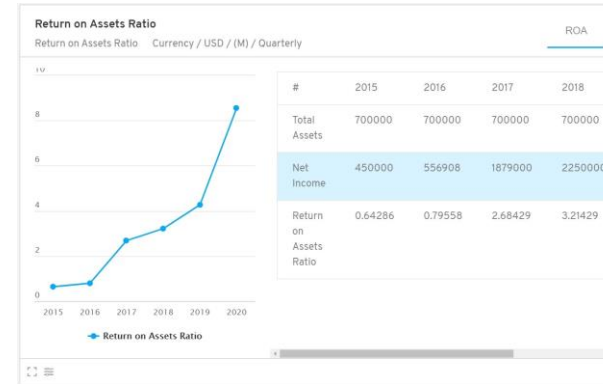 Return on Assets Ratio
Return on Assets Ratio Currency / USD / (M) / Quarterly
ROA
10
8
6
4
2
0
2015 2016 2017 2018 2019 2020
Return on Assets Ratio
# 2015 2016 2017 2018
Total 700000 700000 700000 700000
Assets
Net 450000 556908 1879000 2250000
Income
Return 0.64286 0.79558 2.68429 3.21429
on
Assets
Ratio